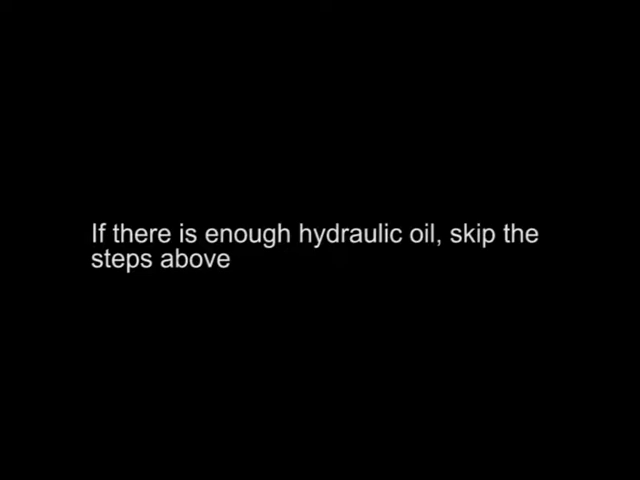 If there is enough hydraulic oil, skip the
steps above